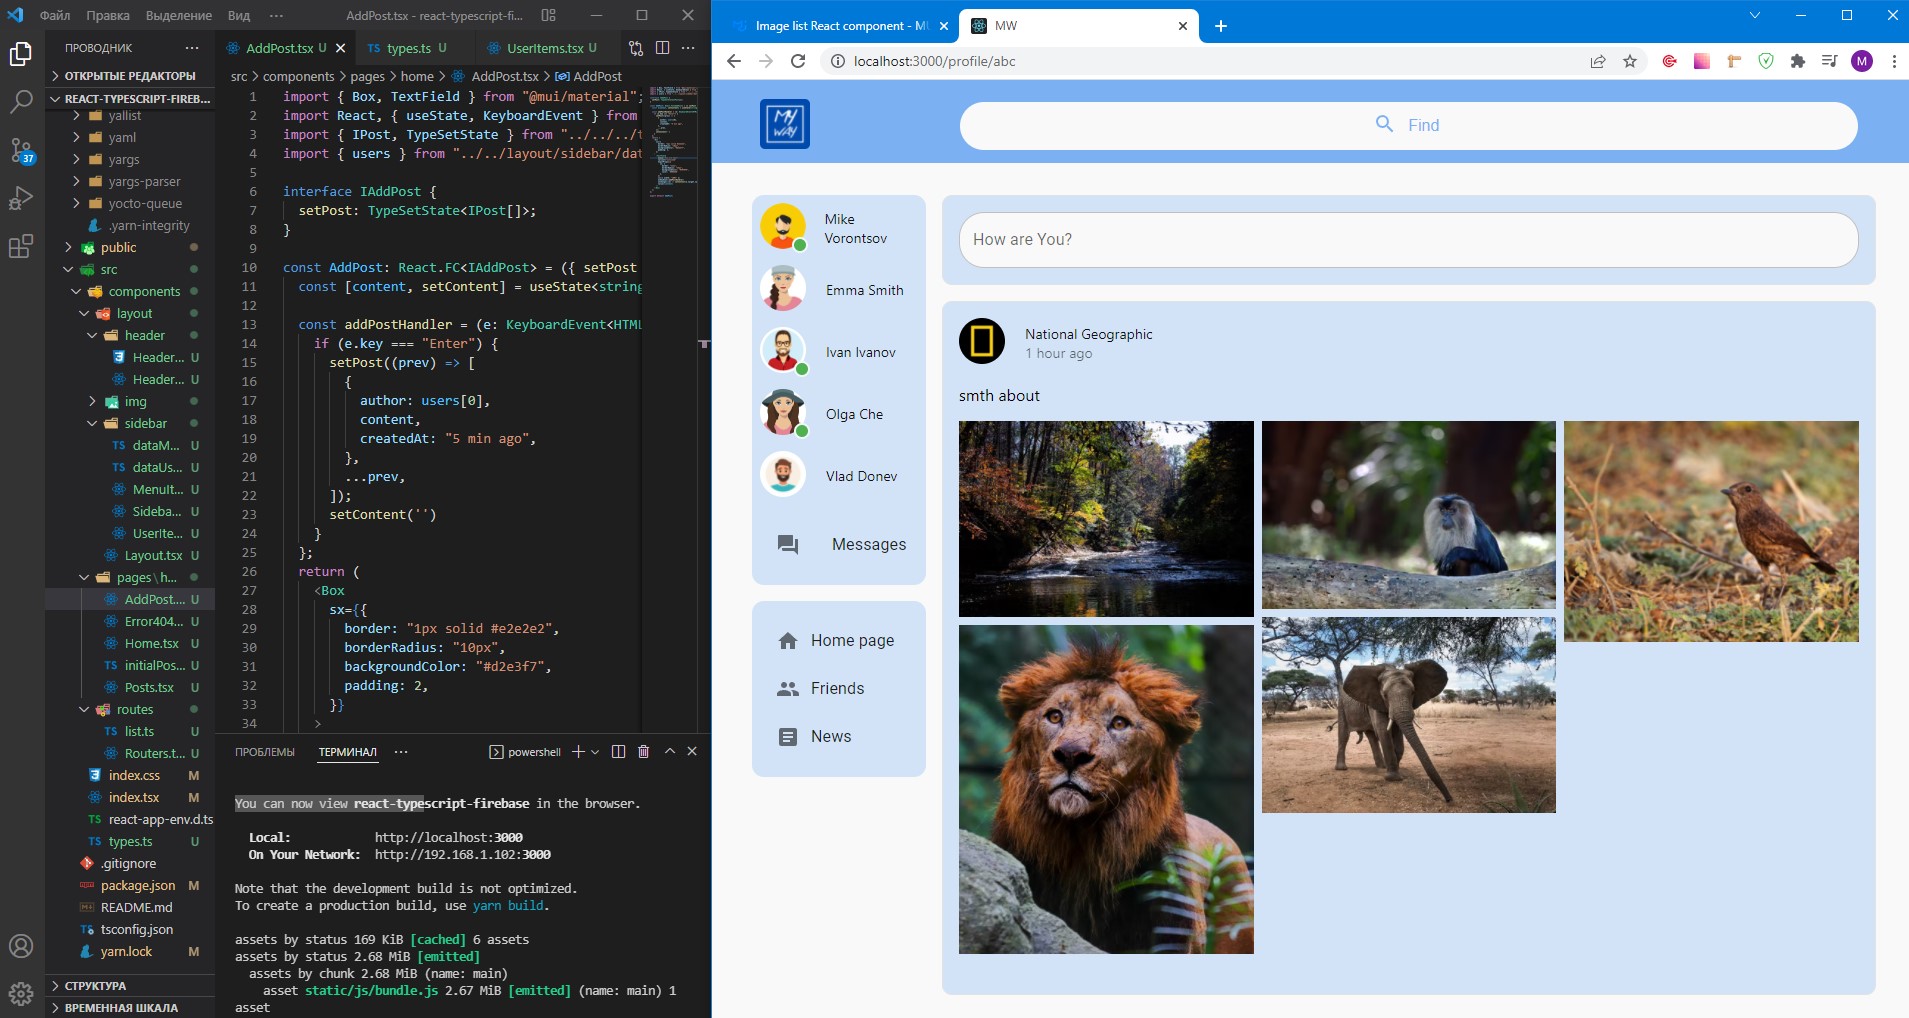 Файл Правка Выделение Вид ··· AddPost.tsx - react-typescript-fi...
ПРОВОДНИК ···
ОТКРЫТЫЕ РЕДАКТОРЫ
REACT-TYPESCRIPT-FIREB...
yallist
yaml
yargs
yargs-parser
yocto-queue
.yarn-integrity
public
src
components
layout
header
Header... U
Header... U
img
sidebar
dataM... U
dataUs... U
MenuIt... U
Sideba... U
UserIte... U
Layout.tsx U
pages\h...
AddPost.... U
Error404... U
Home.tsx U
initialPos... U
Posts.tsx U
routes
list.ts U
Routers.t... U
index.css M
index.tsx M
react-app-env.d.ts
types.ts U
.gitignore
package.json M
README.md
tsconfig.json
yarn.lock M
СТРУКТУРА
ВРЕМЕННАЯ ШКАЛА
37
AddPost.tsx U types.ts U UserItems.tsx U ···
src > components > pages > home > AddPost.tsx > AddPost
1 import { Box, TextField } from "@mui/material";
2 import React, { useState, KeyboardEvent } from
3 import { IPost, TypeSetState } from "../../../t
4 import { users } from "../../layout/sidebar/dat
5
6 interface IAddPost {
7 setPost: TypeSetState<IPost[]>;
8 }
9
10 const AddPost: React.FC<IAddPost> = ({ setPost
11 const [content, setContent] = useState<string
12
13 const addPostHandler = (e: KeyboardEvent<HTML
14 if (e.key === "Enter") {
15 setPost((prev) => [
16 {
17 author: users[0],
18 content,
19 createdAt: "5 min ago",
20 },
21 ...prev,
22 ]);
23 setContent('')
24 }
25 };
26 return (
27 <Box
28 sx={{
29 border: "1px solid #e2e2e2",
30 borderRadius: "10px",
31 backgroundColor: "#d2e3f7",
32 padding: 2,
33 }}
34 >
ПРОБЛЕМЫ ТЕРМИНАЛ ··· powershell
You can now view react-typescript-firebase in the browser.
Local: http://localhost:3000
On Your Network: http://192.168.1.102:3000
Note that the development build is not optimized.
To create a production build, use yarn build.
assets by status 169 KiB [cached] 6 assets
assets by status 2.68 MiB [emitted]
assets by chunk 2.68 MiB (name: main)
asset static/js/bundle.js 2.67 MiB [emitted] (name: main) 1
asset
Image list React component - MU MW
localhost:3000/profile/abc
M
MY
WAY
Find
Mike
Vorontsov
Emma Smith
Ivan Ivanov
Olga Che
Vlad Donev
Messages
Home page
Friends
News
How are You?
National Geographic
1 hour ago
smth about